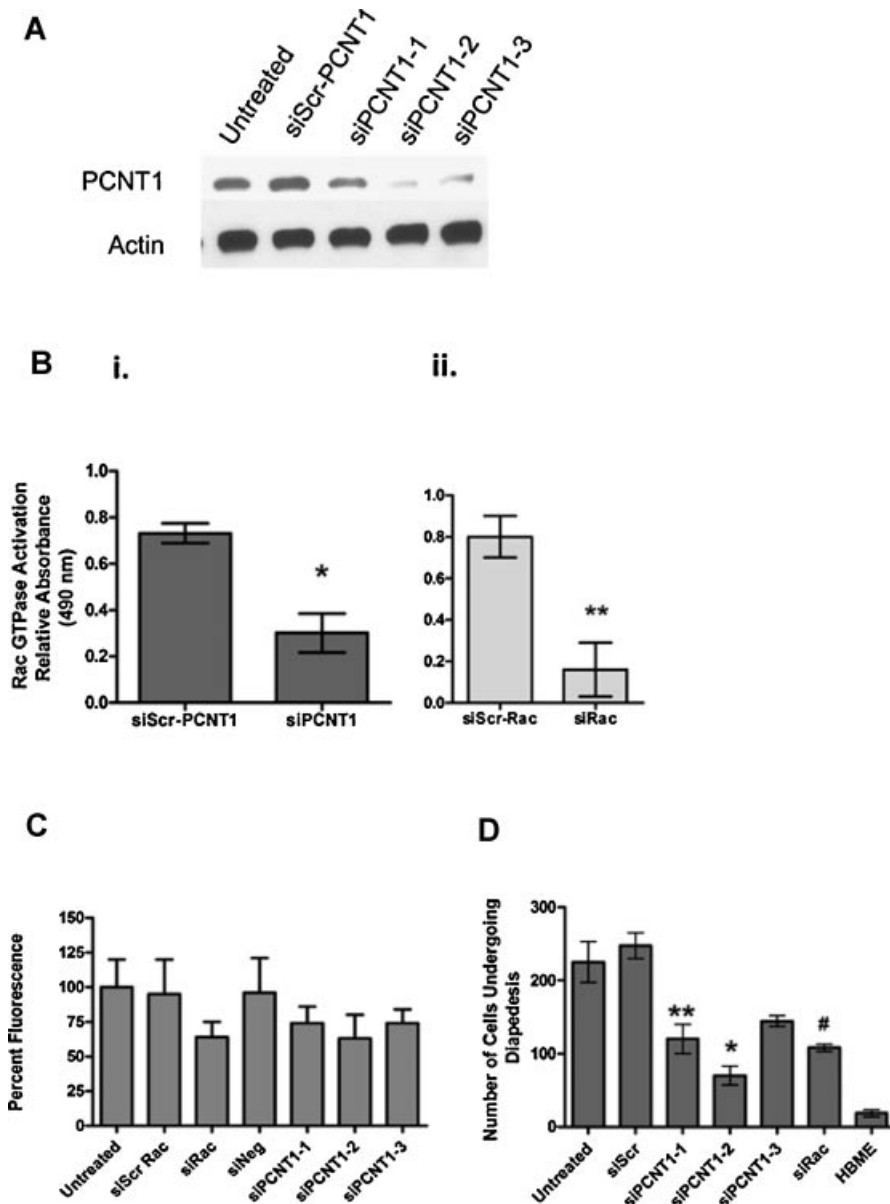 A
Untreated
siScr-PCNT1
siPCNT1-1
siPCNT1-2
siPCNT1-3
PCNT1
Actin
B
i.
ii.
Rac GTPase Activation
Relative Absorbance
(490 nm)
1.0
0.8
0.6
0.4
0.2
0.0
*
siScr-PCNT1
siPCNT1
1.0
0.8
0.6
0.4
0.2
0.0
**
siScr-Rac
siRac
C
Percent Fluorescence
150
125
100
75
50
25
0
Untreated
siScr Rac
siRac
siNeg
siPCNT1-1
siPCNT1-2
siPCNT1-3
D
Number of Cells Undergoing
Diapedesis
300
200
100
0
**
*
#
Untreated
siScr
siPCNT1-1
siPCNT1-2
siPCNT1-3
siRac
HBME